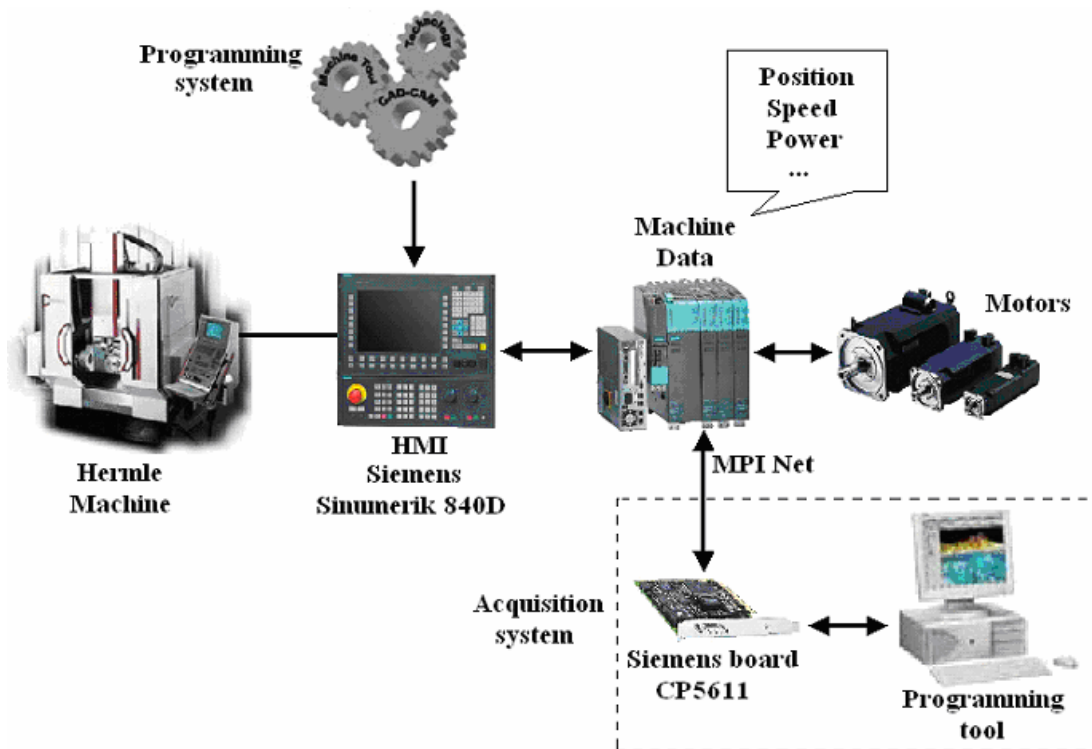 Programming
system
Technology
Machine Tool
CAD-CAM
Position
Speed
Power
...
Machine
Data
Motors
Hermle
Machine
HMI
Siemens
Sinumerik 840D
MPI Net
Acquisition
system
Siemens board
CP5611
Programming
tool